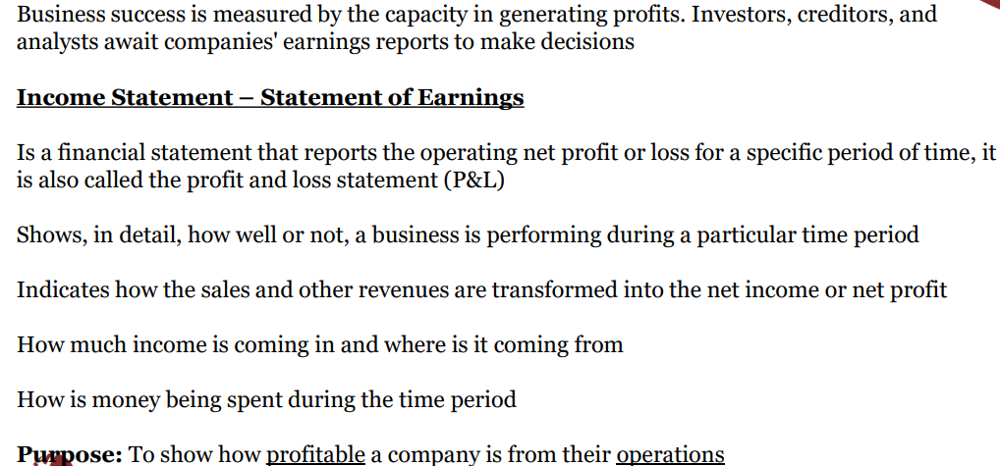 Business success is measured by the capacity in generating profits. Investors, creditors, and
analysts await companies' earnings reports to make decisions
Income Statement – Statement of Earnings
Is a financial statement that reports the operating net profit or loss for a specific period of time, it
is also called the profit and loss statement (P&L)
Shows, in detail, how well or not, a business is performing during a particular time period
Indicates how the sales and other revenues are transformed into the net income or net profit
How much income is coming in and where is it coming from
How is money being spent during the time period
Purpose: To show how profitable a company is from their operations